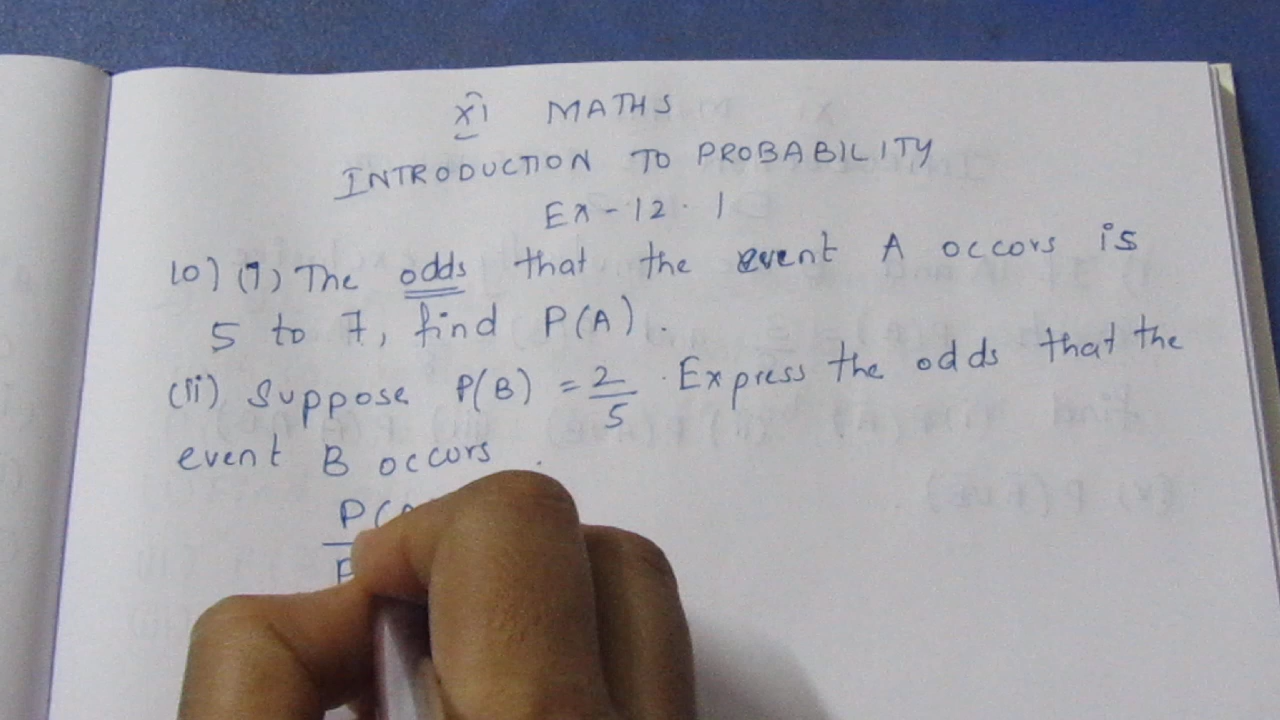 XI MATHS
INTRODUCTION TO PROBABILITY
Ex-12.1
10) (i) The odds that the event A occors is
5 to 7, find P(A).
(ii) Suppose P(B) = 2/5. Express the odds that the
event B occurs.
P(